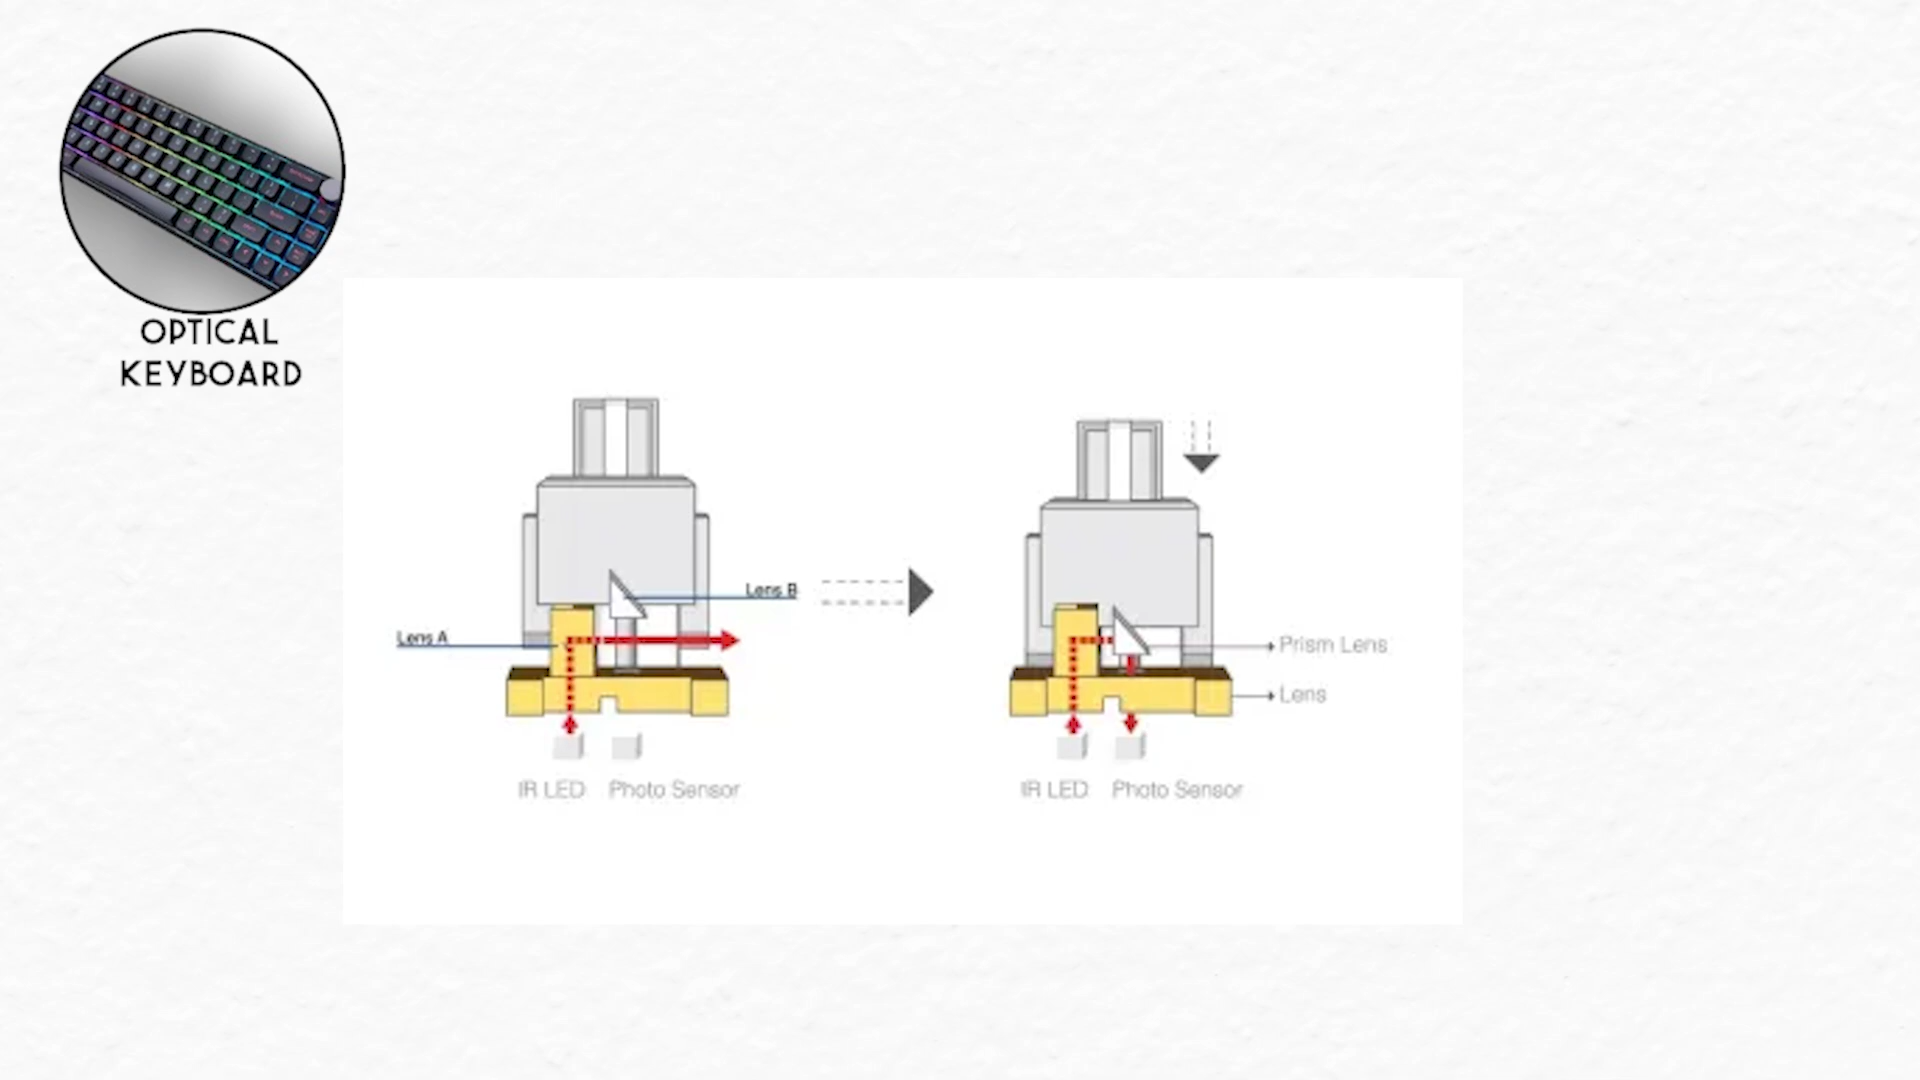 OPTICAL
KEYBOARD
Lens B
Lens A
IR LED
Photo Sensor
Prism Lens
Lens
IR LED
Photo Sensor